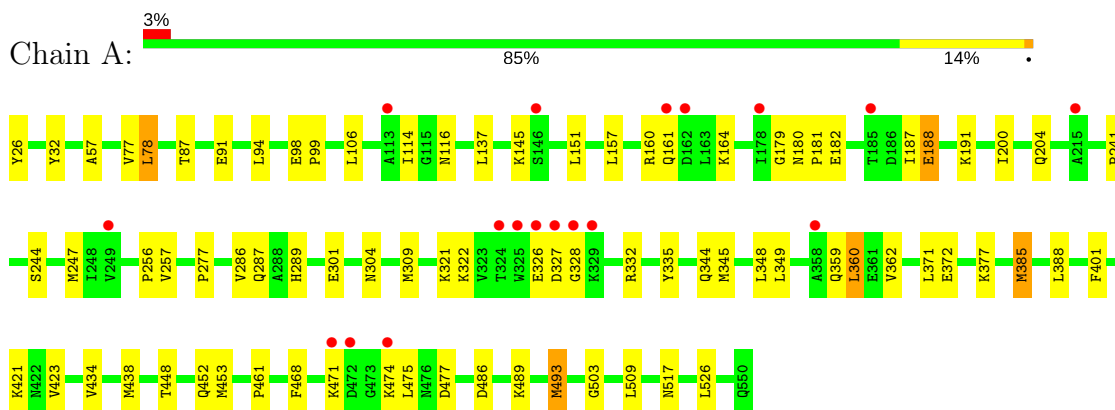 3%
Chain A:
85% 14% •
Y26 Y32 A57 V77 L78 T87 E91 L94 E98 P99 L106 A113 I114 G115 N116 L137 K145 S146 L151 L157 R160 Q161 D162 L163 K164 I178 G179 N180 P181 E182 T185 D186 I187 E188 K191 I200 Q204 A215
S244 M247 I248 V249 P256 V257 P277 V286 Q287 A288 H289 E301 N304 M309 K321 K322 V323 T324 W325 E326 D327 G328 K329 R332 Y335 Q344 M345 L348 L349 A358 Q359 L360 E361 V362 L371 E372 K377 M385 L388 F401
K421 N422 V423 V434 M438 T448 Q452 M453 P461 F468 K471 D472 G473 K474 L475 N476 D477 D486 K489 M493 G503 L509 N517 L526 Q550